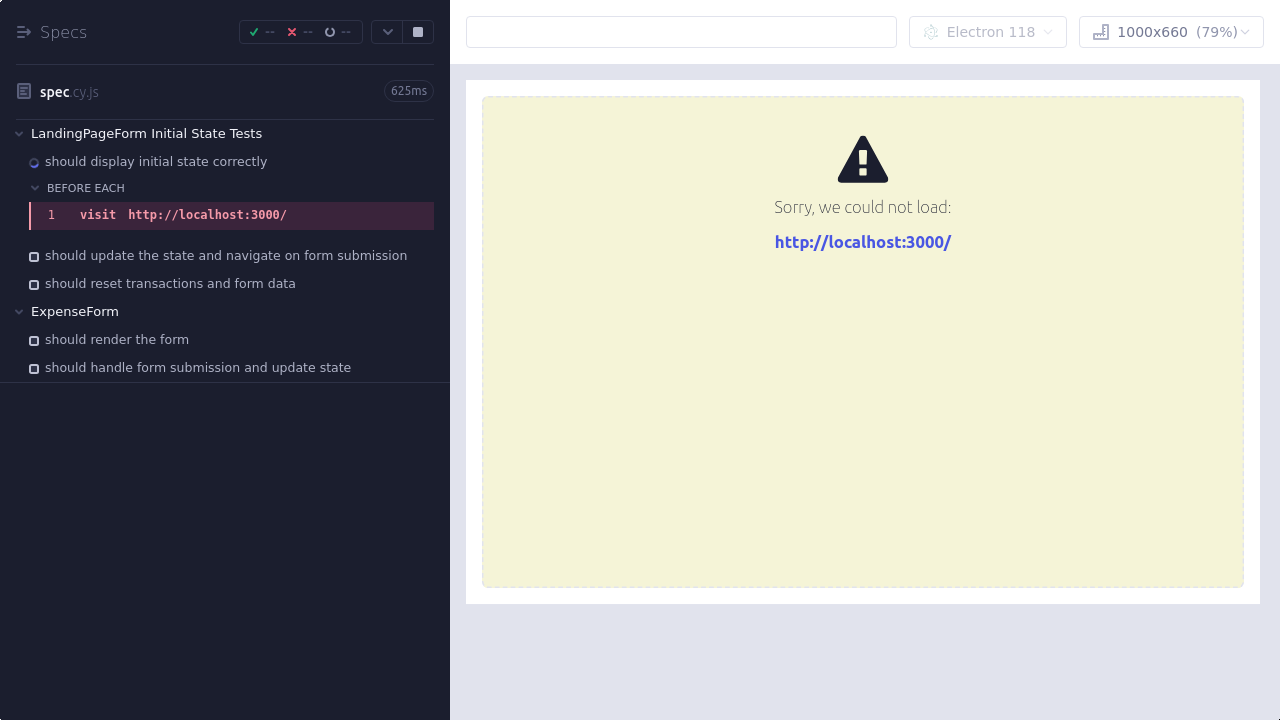 Specs
-- -- --
spec.cy.js 625ms
LandingPageForm Initial State Tests
should display initial state correctly
BEFORE EACH
1 visit http://localhost:3000/
should update the state and navigate on form submission
should reset transactions and form data
ExpenseForm
should render the form
should handle form submission and update state
Electron 118
1000x660 (79%)
Sorry, we could not load:
http://localhost:3000/